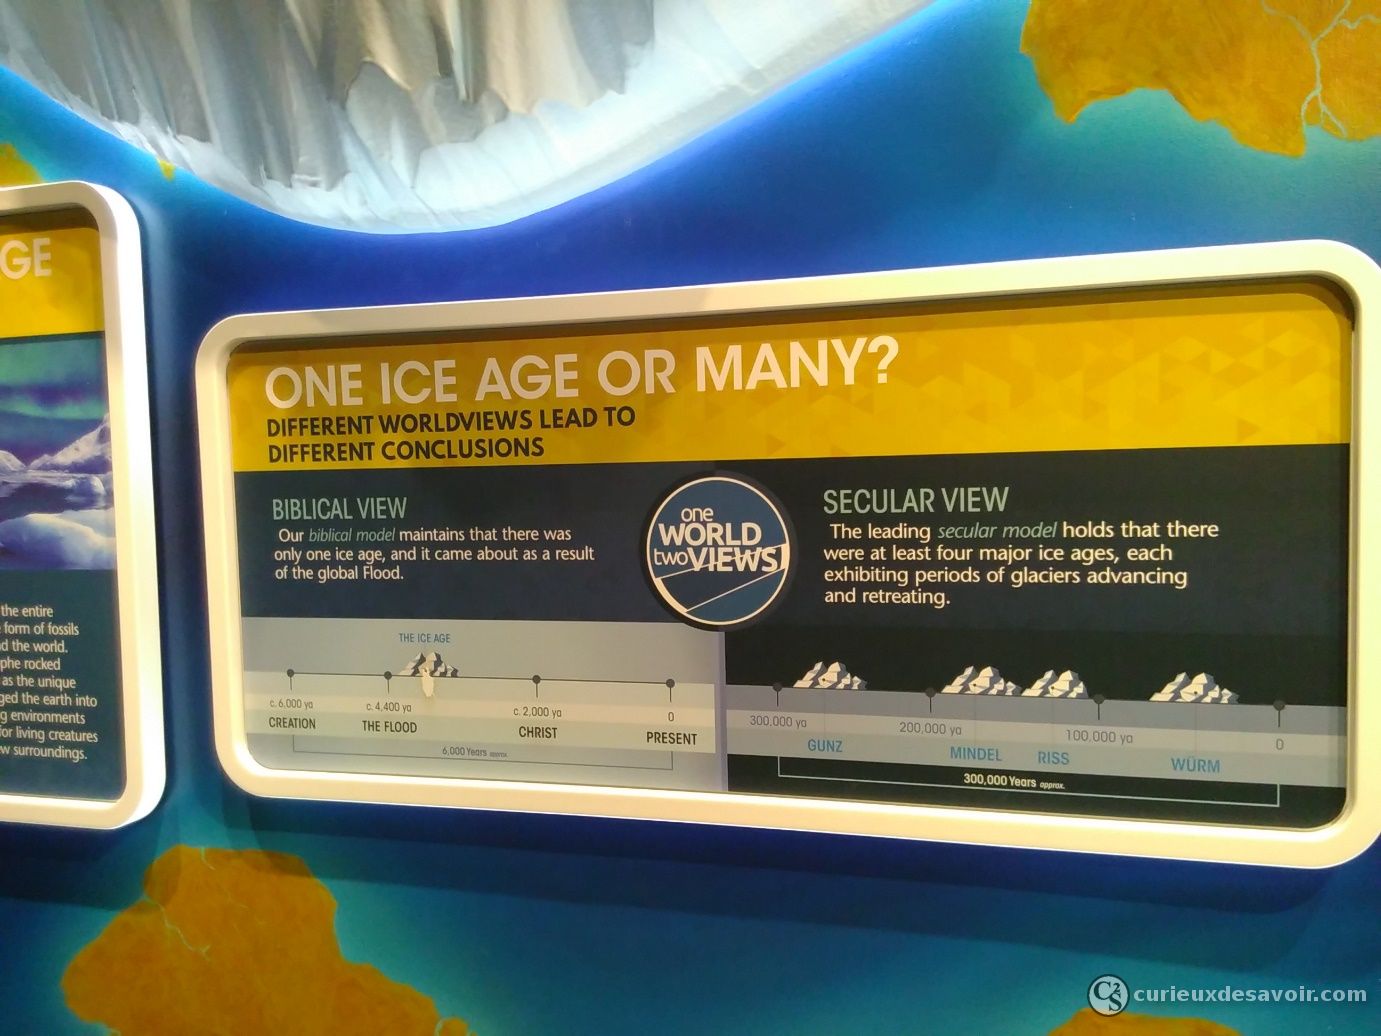 GE
the entire
form of fossils
d the world.
phe rocked
as the unique
ged the earth into
g environments
for living creatures
w surroundings.
ONE ICE AGE OR MANY?
DIFFERENT WORLDVIEWS LEAD TO
DIFFERENT CONCLUSIONS
BIBLICAL VIEW
Our biblical model maintains that there was
only one ice age, and it came about as a result
of the global Flood.
one
WORLD
two VIEWS
SECULAR VIEW
The leading secular model holds that there
were at least four major ice ages, each
exhibiting periods of glaciers advancing
and retreating.
THE ICE AGE
c. 6,000 ya
c. 4,400 ya
c. 2,000 ya
0
CREATION
THE FLOOD
CHRIST
PRESENT
6,000 Years approx.
300,000 ya
200,000 ya
100,000 ya
0
GUNZ
MINDEL
RISS
WÜRM
300,000 Years approx.
C2S curieuxdesavoir.com